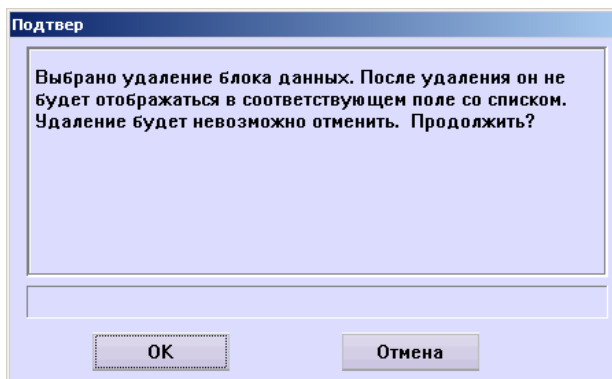 Подтвер
Выбрано удаление блока данных. После удаления он не
будет отображаться в соответствующем поле со списком.
Удаление будет невозможно отменить.  Продолжить?
OK
Отмена